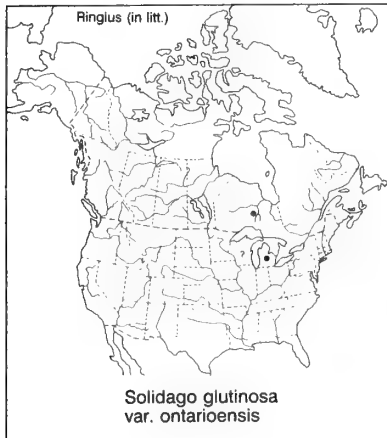 Ringius (in litt.)
?
Solidago glutinosa
var. ontarioensis